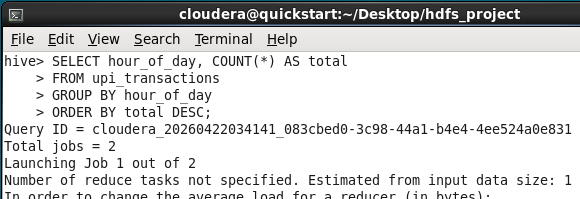 cloudera@quickstart:~/Desktop/hdfs_project
File Edit View Search Terminal Help
hive> SELECT hour_of_day, COUNT(*) AS total
    > FROM upi_transactions
    > GROUP BY hour_of_day
    > ORDER BY total DESC;
Query ID = cloudera_20260422034141_083cbed0-3c98-44a1-b4e4-4ee524a0e831
Total jobs = 2
Launching Job 1 out of 2
Number of reduce tasks not specified. Estimated from input data size: 1
In order to change the average load for a reducer (in bytes):